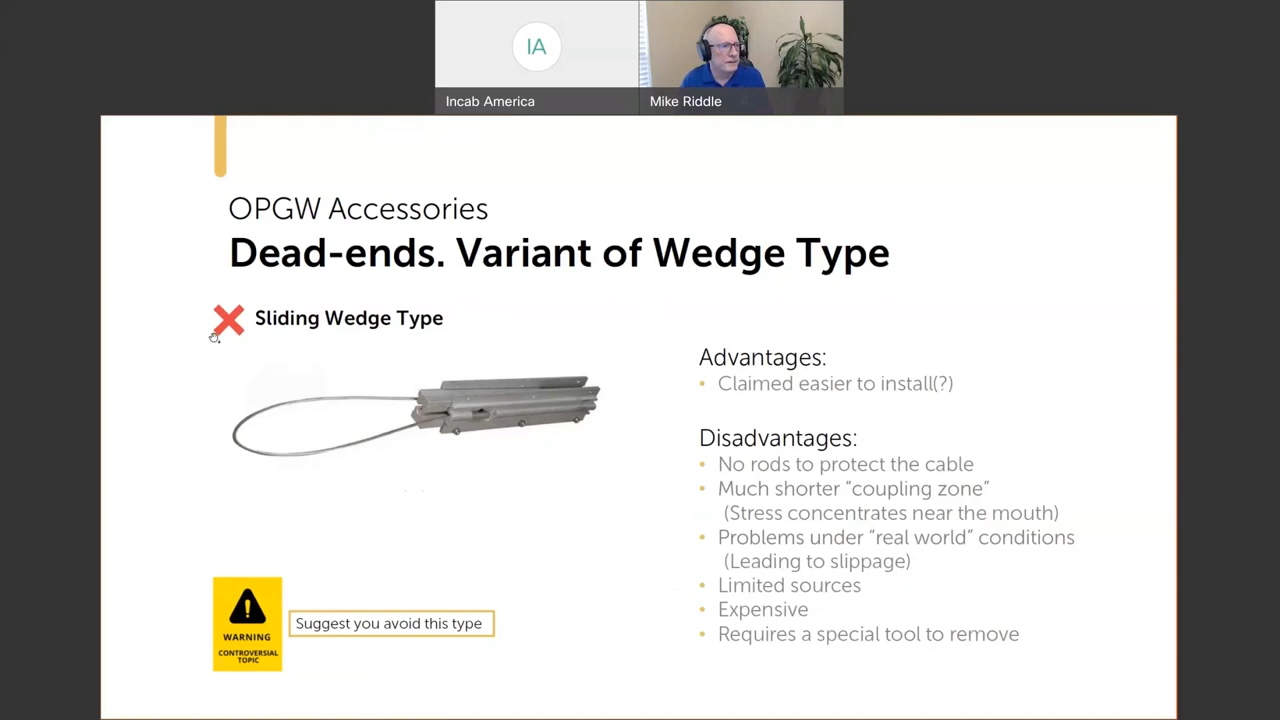 IA
Incab America
Mike Riddle
OPGW Accessories
Dead-ends. Variant of Wedge Type
Sliding Wedge Type
Advantages:
• Claimed easier to install(?)
Disadvantages:
• No rods to protect the cable
• Much shorter “coupling zone”
(Stress concentrates near the mouth)
• Problems under “real world” conditions
(Leading to slippage)
• Limited sources
• Expensive
• Requires a special tool to remove
WARNING
CONTROVERSIAL
TOPIC
Suggest you avoid this type